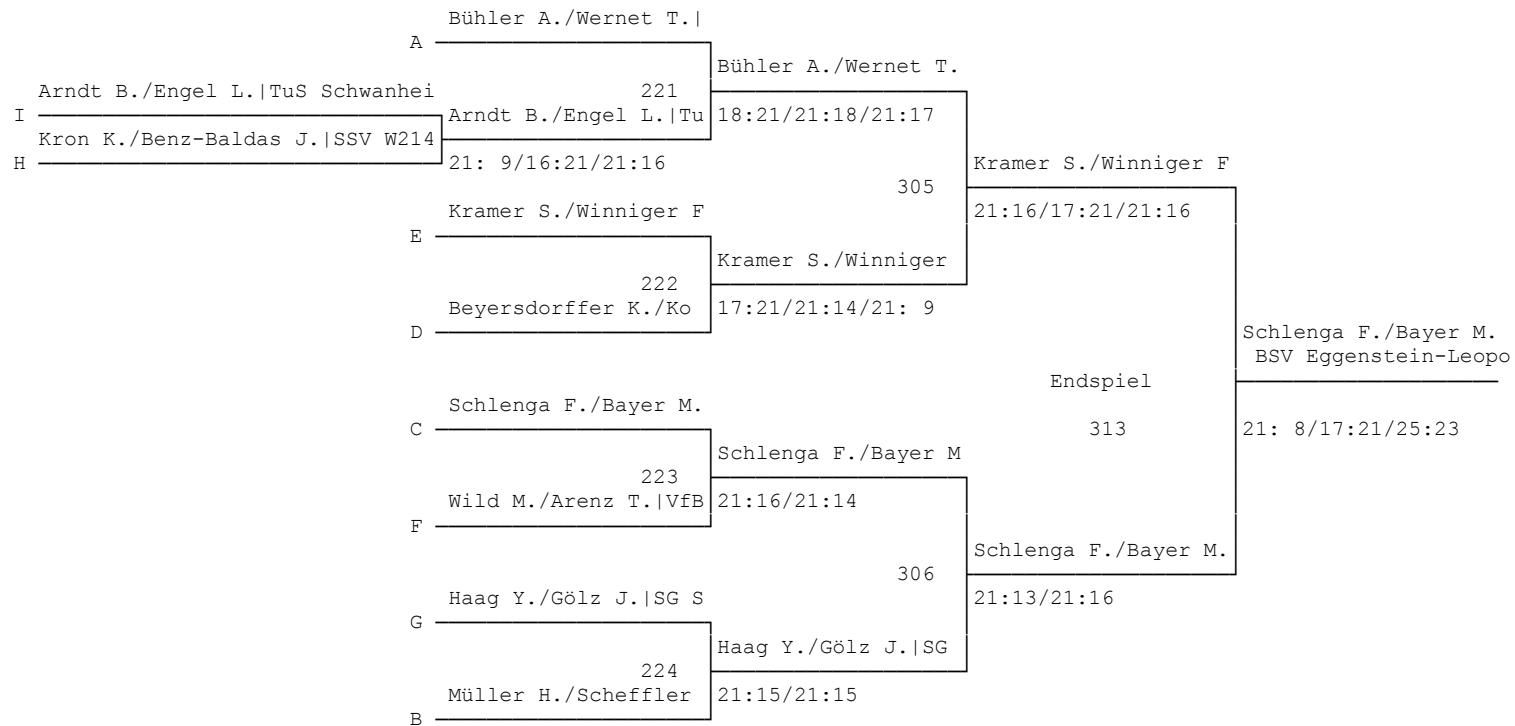 Bühler A./Wernet T.|
A
Bühler A./Wernet T.
Arndt B./Engel L.|TuS Schwanhei 221
I Arndt B./Engel L.|Tu 18:21/21:18/21:17
Kron K./Benz-Baldas J.|SSV W214
H 21: 9/16:21/21:16 Kramer S./Winniger F
305
Kramer S./Winniger F 21:16/17:21/21:16
E
Kramer S./Winniger
222
Beyersdorffer K./Ko 17:21/21:14/21: 9
D Schlenga F./Bayer M.
BSV Eggenstein-Leopo
Endspiel
Schlenga F./Bayer M.
C 313 21: 8/17:21/25:23
Schlenga F./Bayer M
223
Wild M./Arenz T.|VfB 21:16/21:14
F
Schlenga F./Bayer M.
306
Haag Y./Gölz J.|SG S 21:13/21:16
G
Haag Y./Gölz J.|SG
224
Müller H./Scheffler 21:15/21:15
B